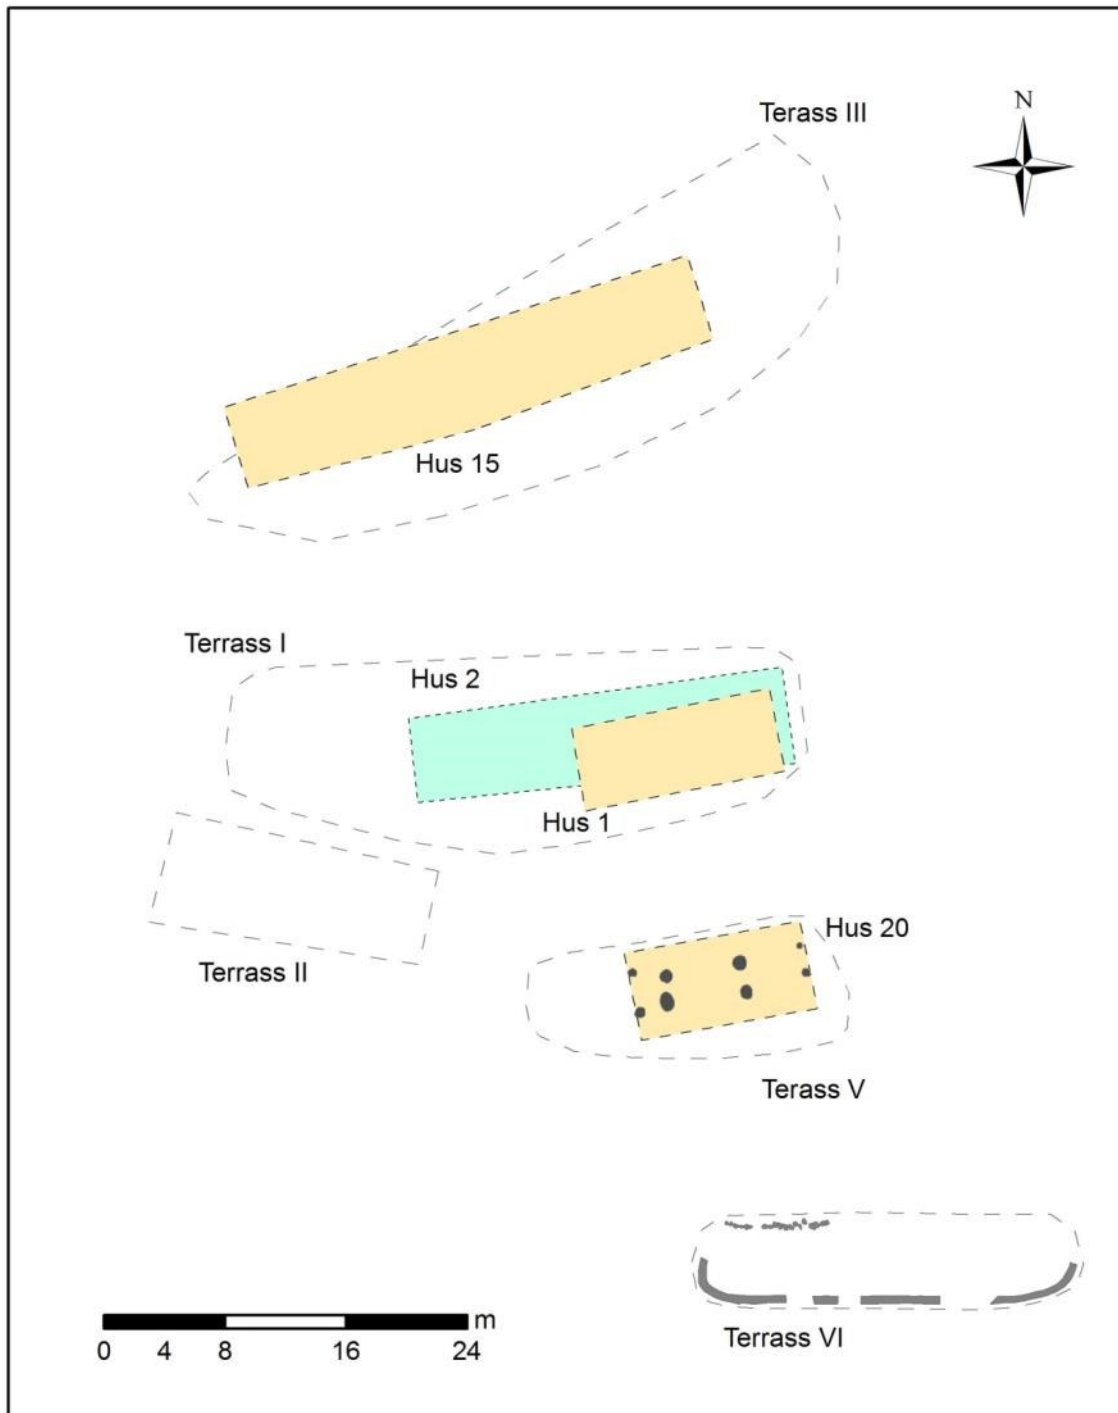 Terass III
N
Hus 15
Terrass I
Hus 2
Hus 1
Hus 20
Terrass II
Terass V
m
0 4 8 16 24
Terrass VI